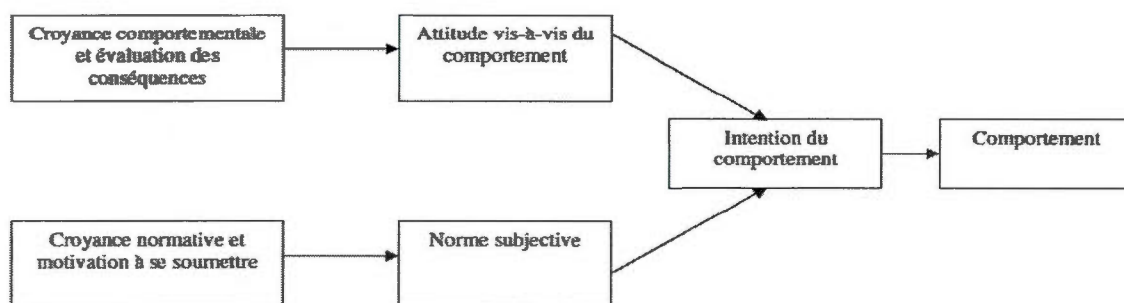 Croyance comportementale
et évaluation des
conséquences
Attitude vis-à-vis du
comportement
Intention du
comportement
Comportement
Croyance normative et
motivation à se soumettre
Norme subjective